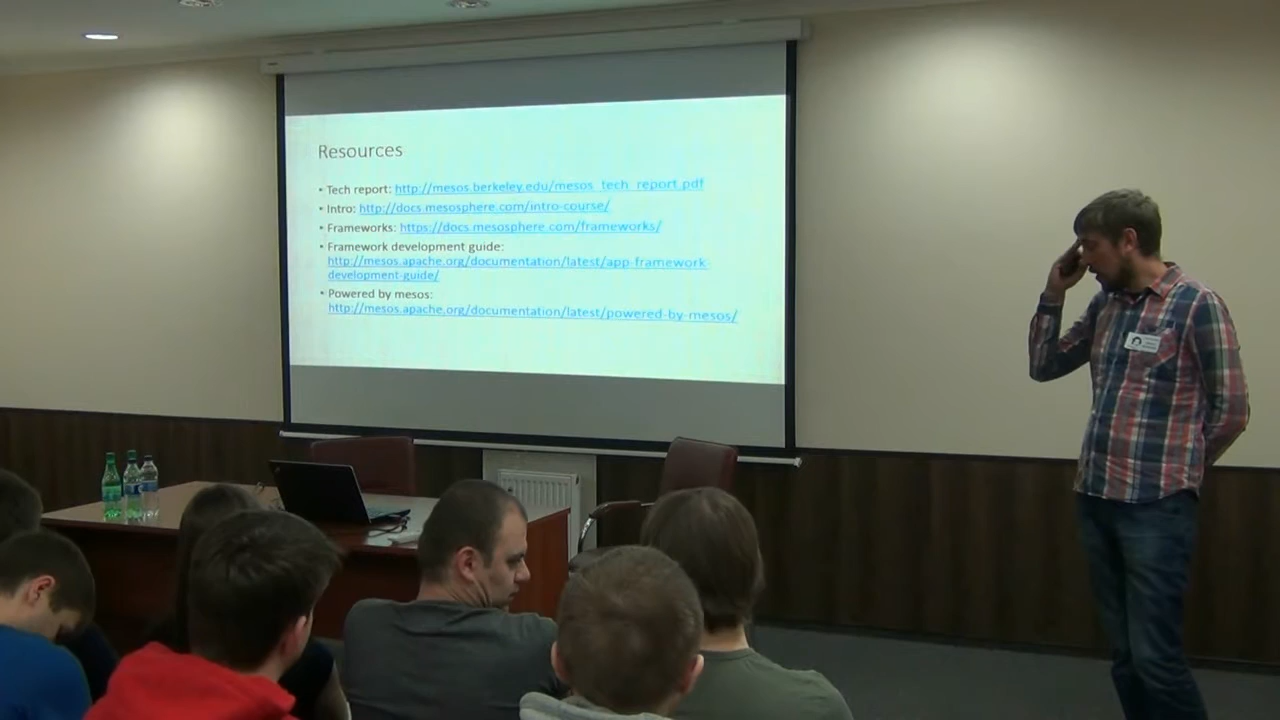 Resources
• Tech report: http://mesos.berkeley.edu/mesos_tech_report.pdf
• Intro: http://docs.mesosphere.com/intro-course/
• Frameworks: https://docs.mesosphere.com/frameworks/
• Framework development guide:
http://mesos.apache.org/documentation/latest/app-framework-
development-guide/
• Powered by mesos:
http://mesos.apache.org/documentation/latest/powered-by-mesos/